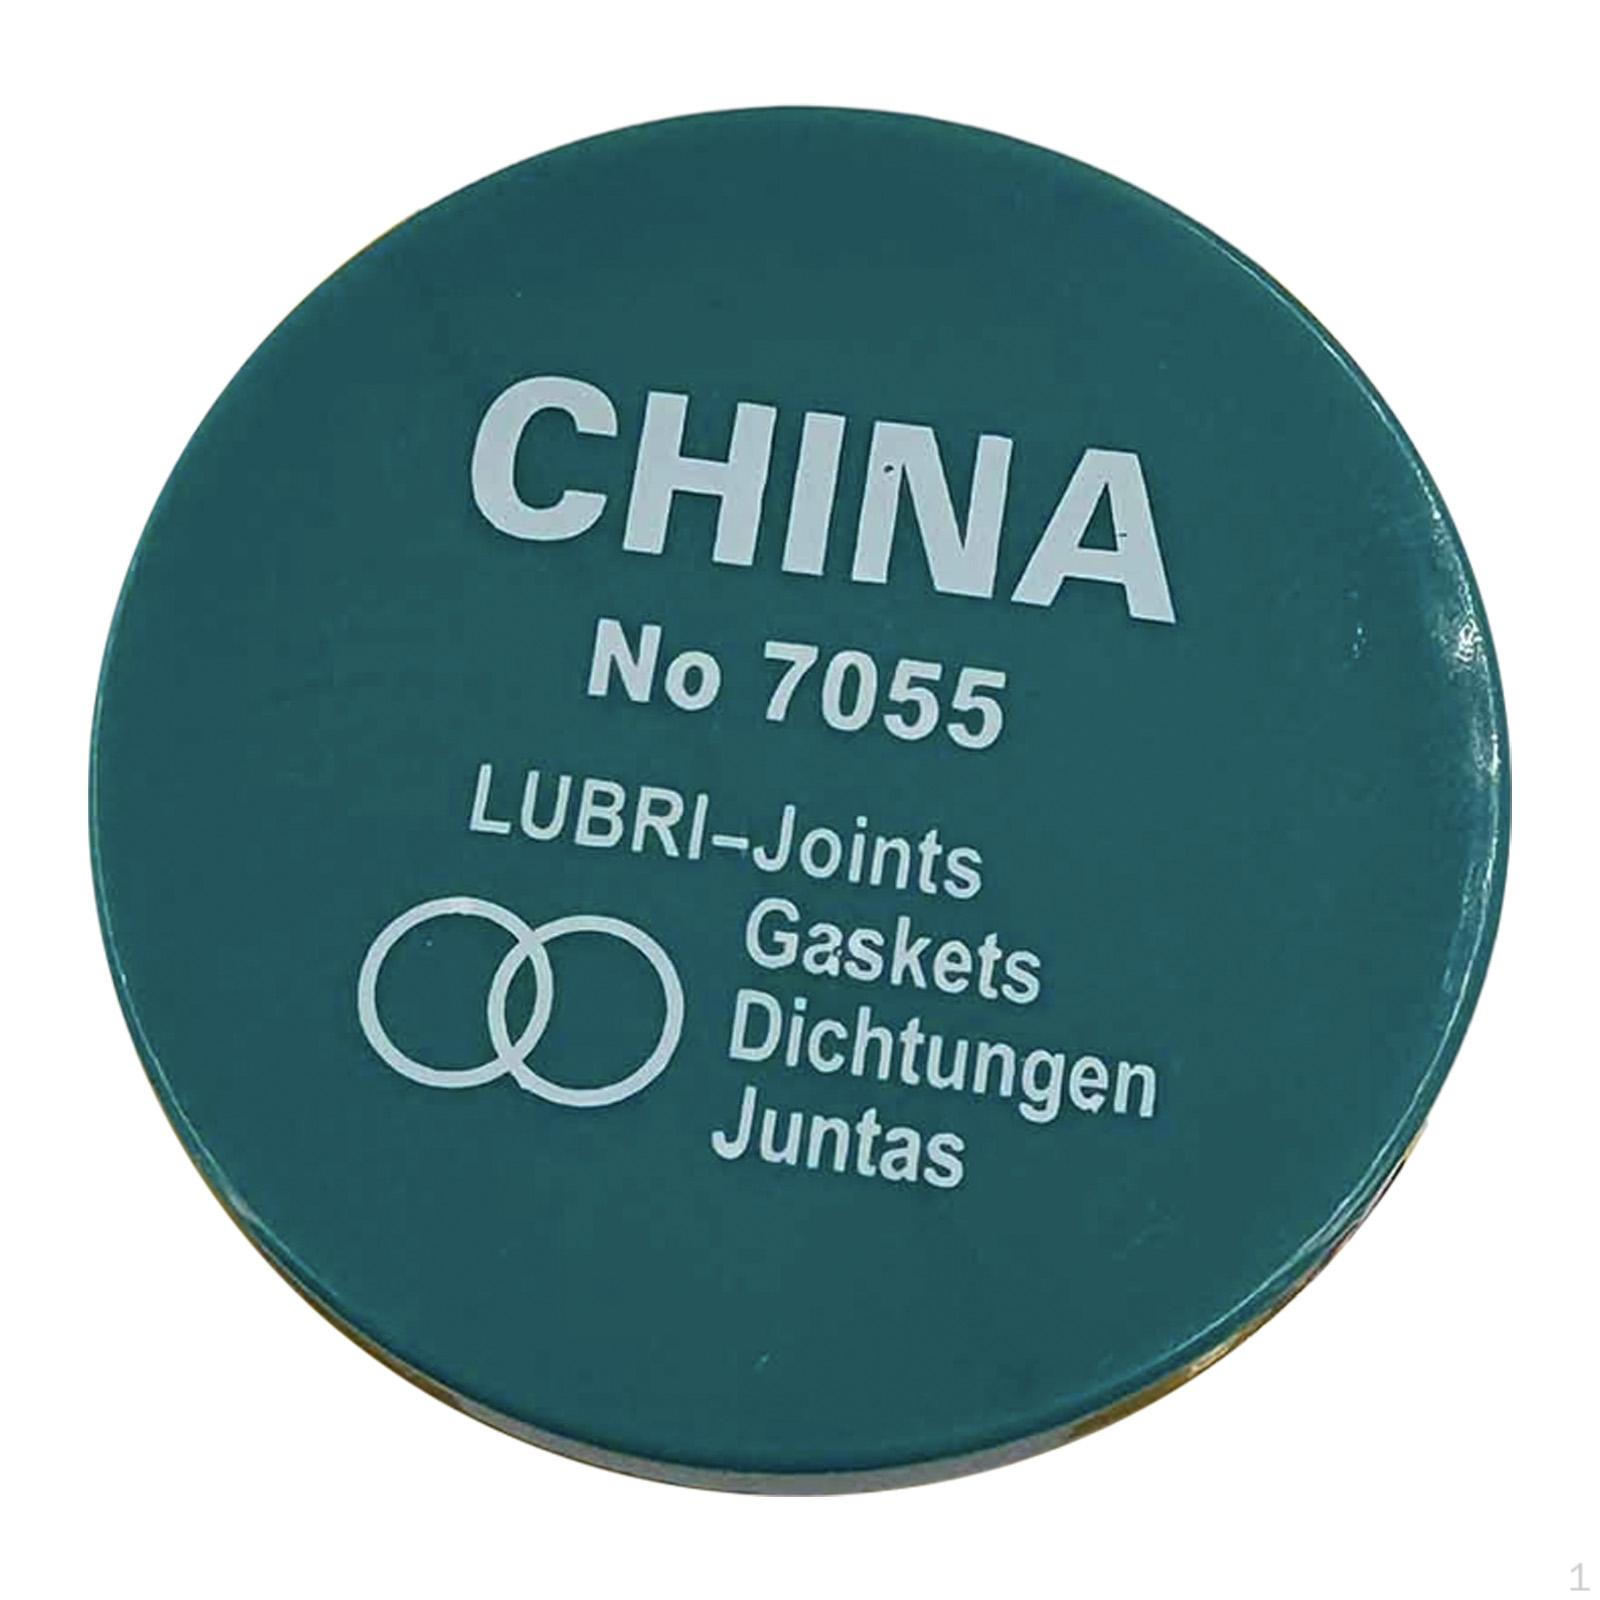 CHINA
No 7055
LUBRI-Joints
Gaskets
Dichtungen
Juntas
1